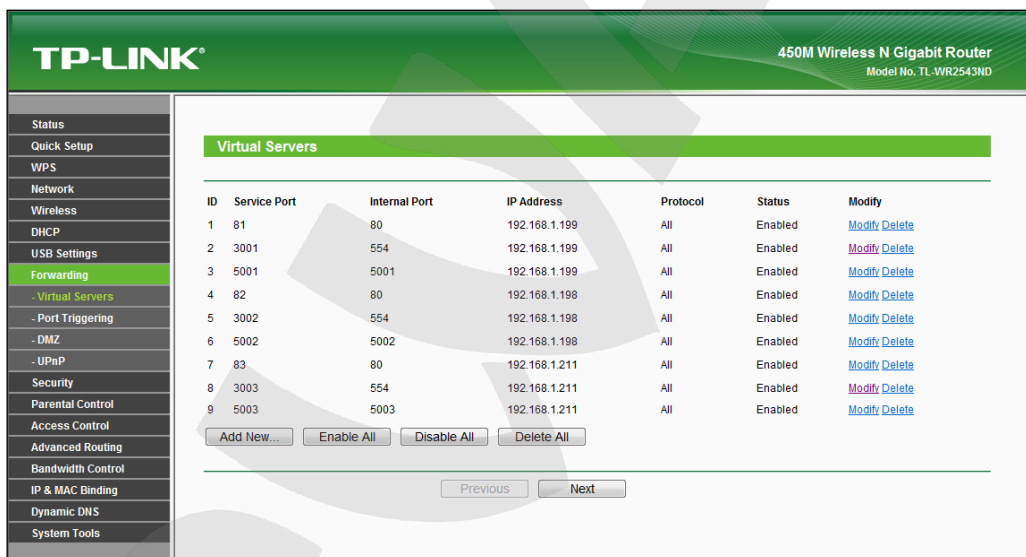 TP-LINK®
450M Wireless N Gigabit Router
Model No. TL-WR2543ND
Status
Quick Setup
WPS
Network
Wireless
DHCP
USB Settings
Forwarding
- Virtual Servers
- Port Triggering
- DMZ
- UPnP
Security
Parental Control
Access Control
Advanced Routing
Bandwidth Control
IP & MAC Binding
Dynamic DNS
System Tools
Virtual Servers
ID Service Port Internal Port IP Address Protocol Status Modify
1 81 80 192.168.1.199 All Enabled Modify Delete
2 3001 554 192.168.1.199 All Enabled Modify Delete
3 5001 5001 192.168.1.199 All Enabled Modify Delete
4 82 80 192.168.1.198 All Enabled Modify Delete
5 3002 554 192.168.1.198 All Enabled Modify Delete
6 5002 5002 192.168.1.198 All Enabled Modify Delete
7 83 80 192.168.1.211 All Enabled Modify Delete
8 3003 554 192.168.1.211 All Enabled Modify Delete
9 5003 5003 192.168.1.211 All Enabled Modify Delete
Add New... Enable All Disable All Delete All
Previous Next